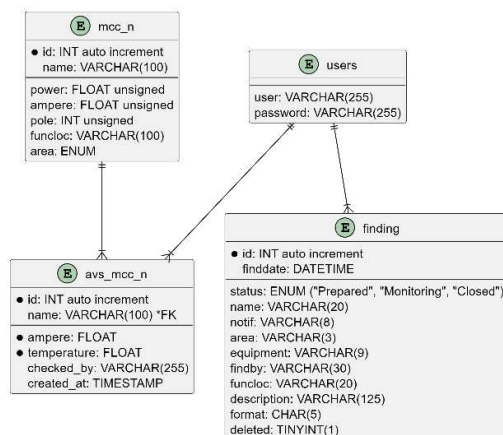 E mcc_n
● id: INT auto increment
name: VARCHAR(100)
power: FLOAT unsigned
ampere: FLOAT unsigned
pole: INT unsigned
funcloc: VARCHAR(100)
area: ENUM
E users
user: VARCHAR(255)
password: VARCHAR(255)
E avs_mcc_n
● id: INT auto increment
name: VARCHAR(100) *FK
● ampere: FLOAT
● temperature: FLOAT
checked_by: VARCHAR(255)
created_at: TIMESTAMP
E finding
● id: INT auto increment
finddate: DATETIME
status: ENUM ("Prepared", "Monitoring", "Closed")
name: VARCHAR(20)
notif: VARCHAR(8)
area: VARCHAR(3)
equipment: VARCHAR(9)
findby: VARCHAR(30)
funcloc: VARCHAR(20)
description: VARCHAR(125)
format: CHAR(5)
deleted: TINYINT(1)